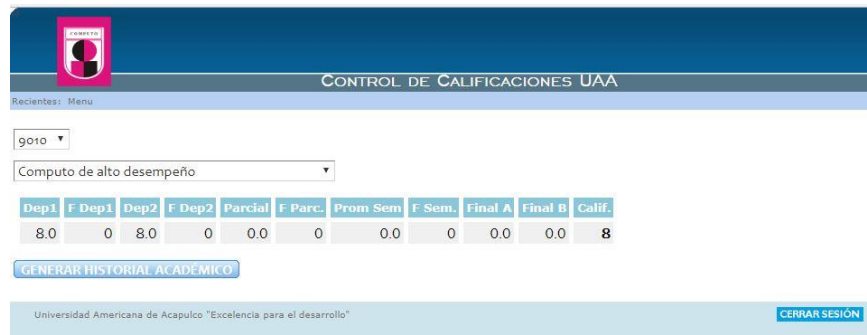 COMPUTO
CONTROL DE CALIFICACIONES UAA
Recientes: Menu
9010
Computo de alto desempeño
Dep1 F Dep1 Dep2 F Dep2 Parcial F Parc. Prom Sem F Sem. Final A Final B Calif.
8.0 0 8.0 0 0.0 0 0.0 0 0.0 0.0 8
GENERAR HISTORIAL ACADÉMICO
Universidad Americana de Acapulco "Excelencia para el desarrollo"
CERRAR SESIÓN